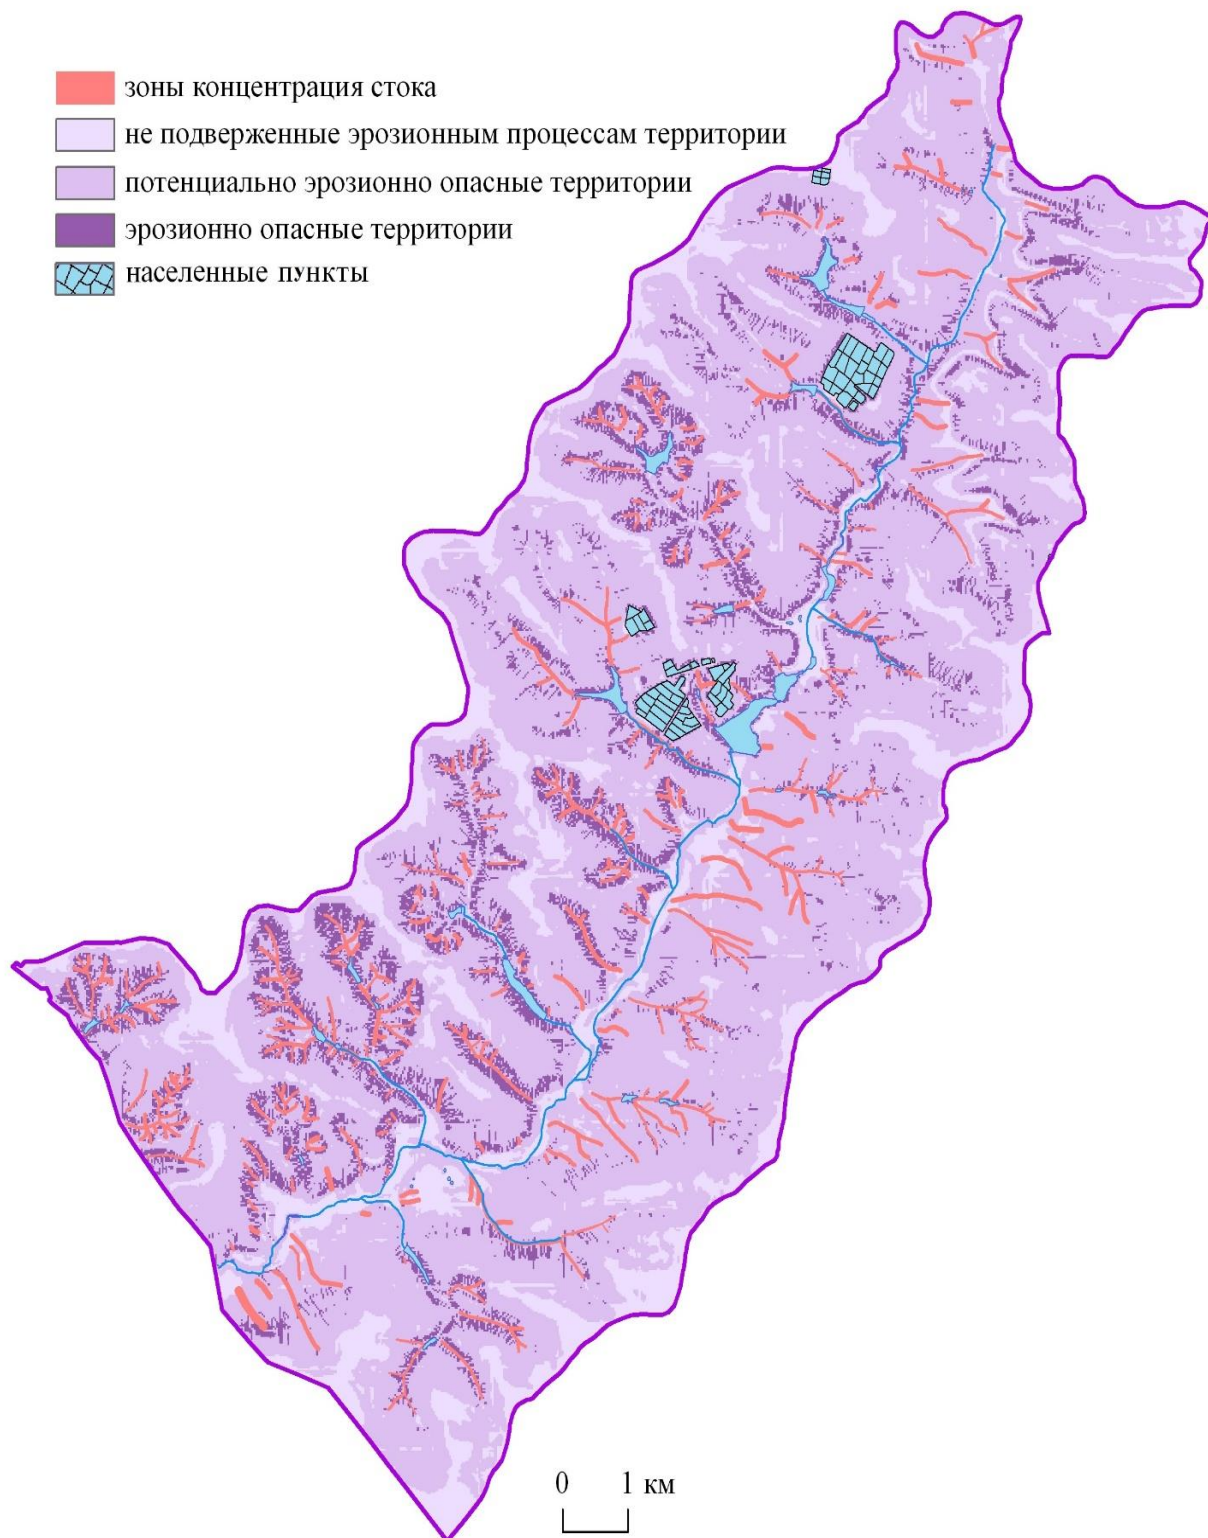 зоны концентрация стока
не подверженные эрозионным процессам территории
потенциально эрозионно опасные территории
эрозионно опасные территории
населенные пункты
0 1 км